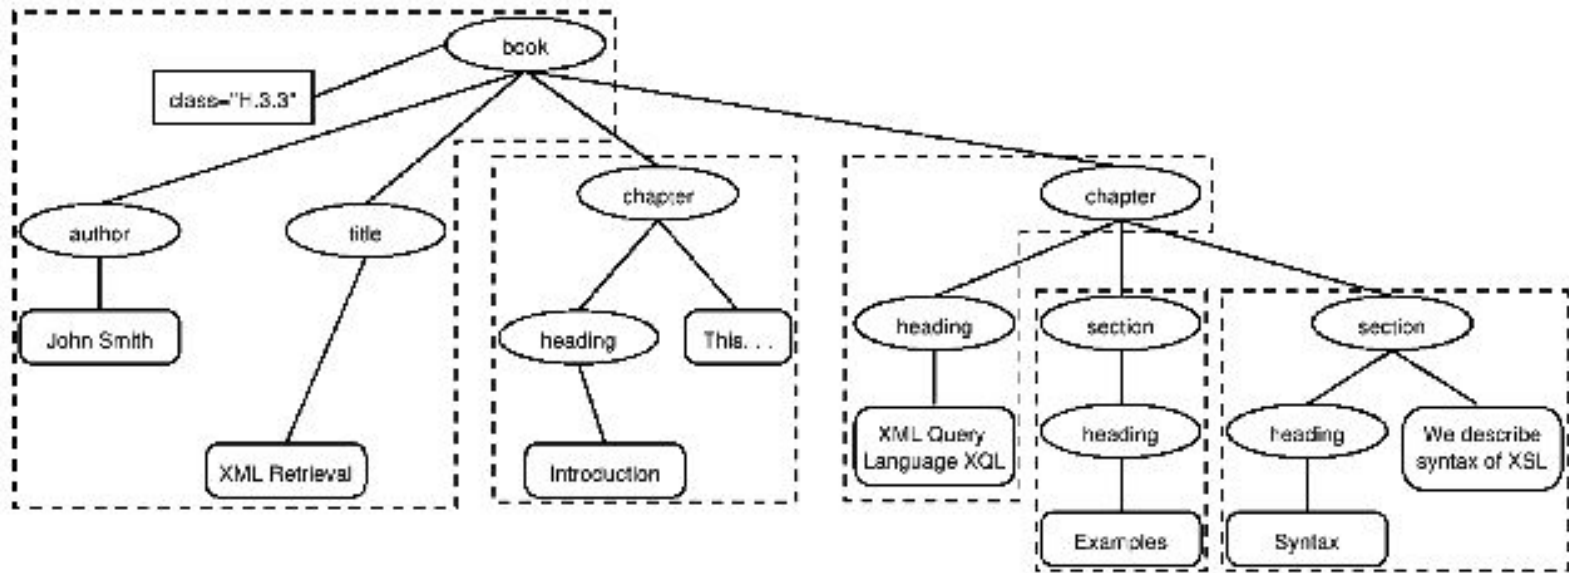 book
class="H.3.3"
chapter
chapter
author
title
John Smith
heading
This. . .
heading
section
section
XML Query
Language XQL
heading
heading
We describe
syntax of XSL
XML Retrieval
Introduction
Examples
Syntax